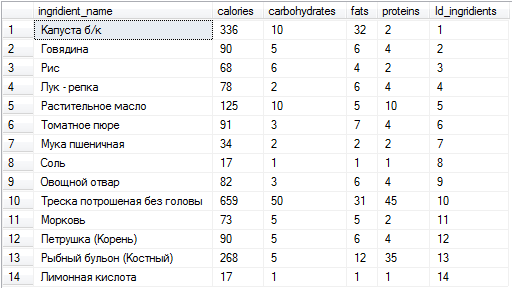 ingridient_name calories carbohydrates fats proteins Id_ingridients
1 Капуста б/к 336 10 32 2 1
2 Говядина 90 5 6 4 2
3 Рис 68 6 4 2 3
4 Лук - репка 78 2 6 4 4
5 Растительное масло 125 10 5 10 5
6 Томатное пюре 91 3 7 4 6
7 Мука пшеничная 34 2 2 2 7
8 Соль 17 1 1 1 8
9 Овощной отвар 82 3 6 4 9
10 Треска потрошеная без головы 659 50 31 45 10
11 Морковь 73 5 5 2 11
12 Петрушка (Корень) 90 5 6 4 12
13 Рыбный бульон (Костный) 268 5 12 35 13
14 Лимонная кислота 17 1 1 1 14